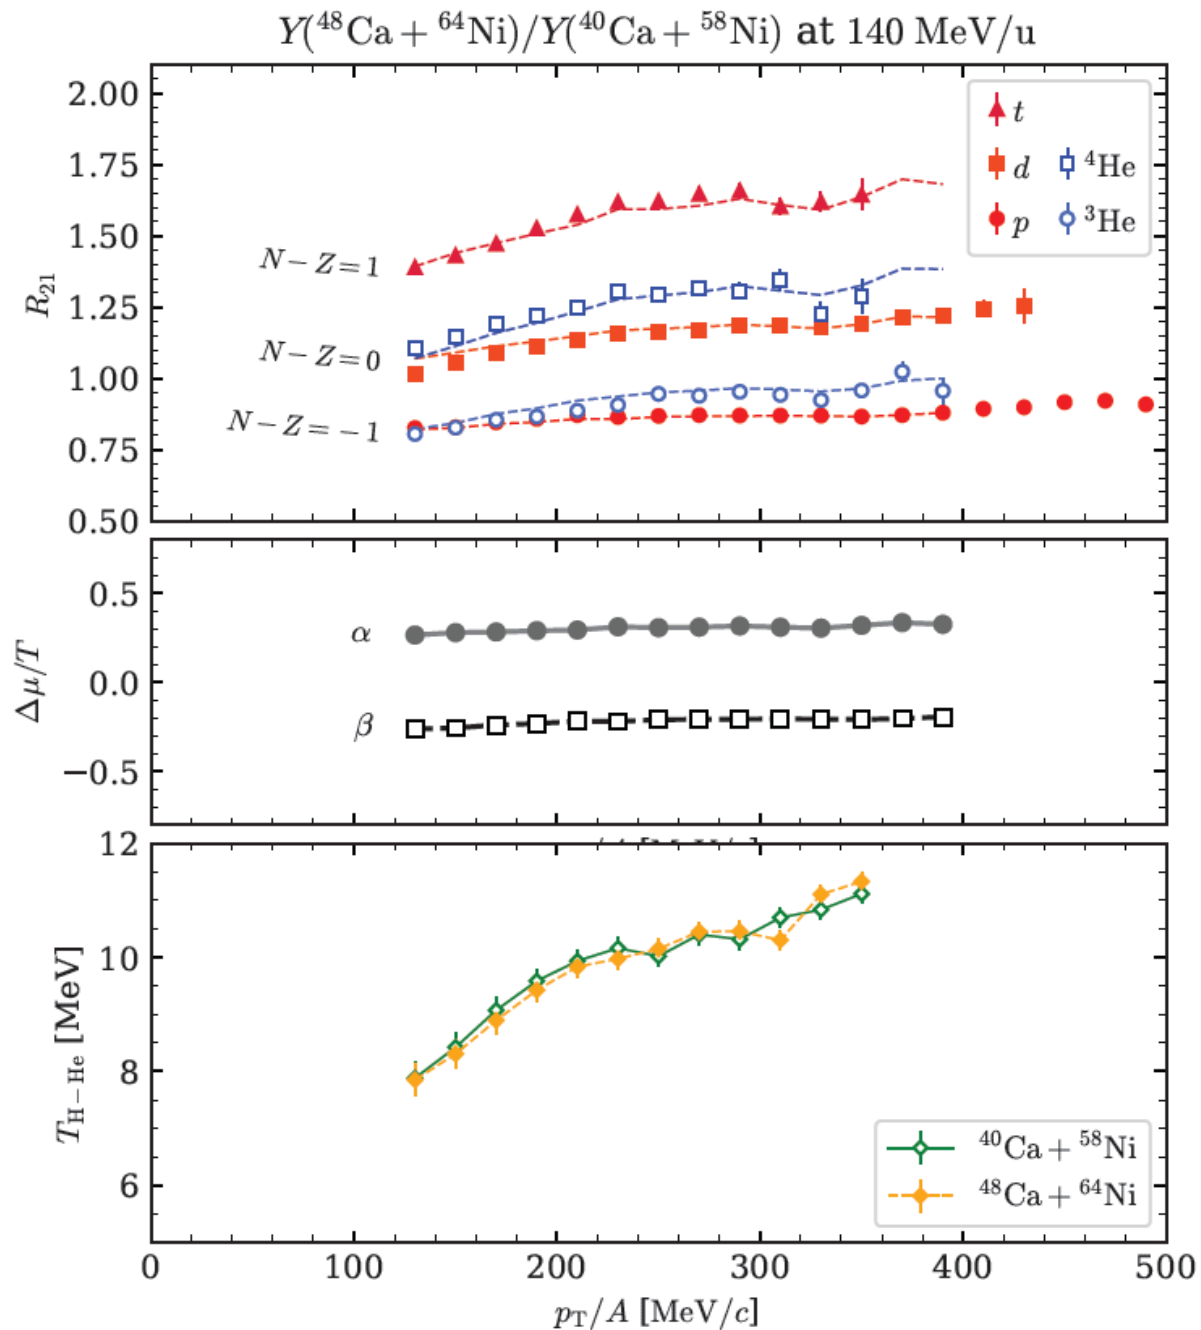 Y(⁴⁸Ca + ⁶⁴Ni)/Y(⁴⁰Ca + ⁵⁸Ni) at 140 MeV/u
2.00
1.75
1.50
1.25
1.00
0.75
0.50
R₂₁
t
d
⁴He
p
³He
N − Z = 1
N − Z = 0
N − Z = − 1
0.5
0.0
−0.5
Δμ/T
α
β
12
10
8
6
T_H−He [MeV]
⁴⁰Ca + ⁵⁸Ni
⁴⁸Ca + ⁶⁴Ni
0 100 200 300 400 500
p_T/A [MeV/c]